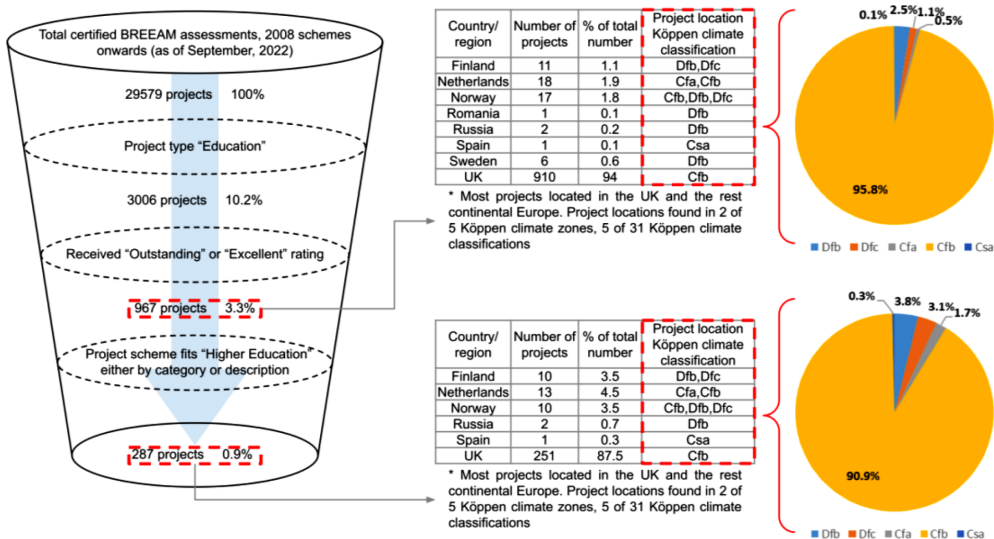 Total certified BREEAM assessments, 2008 schemes
onwards (as of September, 2022)
29579 projects 100%
Project type “Education”
3006 projects 10.2%
Received “Outstanding” or “Excellent” rating
967 projects 3.3%
Project scheme fits “Higher Education”
either by category or description
287 projects 0.9%
Country/ region Number of projects % of total number Project location Köppen climate classification
Finland 11 1.1 Dfb,Dfc
Netherlands 18 1.9 Cfa,Cfb
Norway 17 1.8 Cfb,Dfb,Dfc
Romania 1 0.1 Dfb
Russia 2 0.2 Dfb
Spain 1 0.1 Csa
Sweden 6 0.6 Dfb
UK 910 94 Cfb
* Most projects located in the UK and the rest
continental Europe. Project locations found in 2 of
5 Köppen climate zones, 5 of 31 Köppen climate
classifications
0.1% 2.5% 1.1%
0.5%
95.8%
Dfb Dfc Cfa Cfb Csa
Country/ region Number of projects % of total number Project location Köppen climate classification
Finland 10 3.5 Dfb,Dfc
Netherlands 13 4.5 Cfa,Cfb
Norway 10 3.5 Cfb,Dfb,Dfc
Russia 2 0.7 Dfb
Spain 1 0.3 Csa
UK 251 87.5 Cfb
* Most projects located in the UK and the rest
continental Europe. Project locations found in 2 of
5 Köppen climate zones, 5 of 31 Köppen climate
classifications
0.3% 3.8% 3.1%
1.7%
90.9%
Dfb Dfc Cfa Cfb Csa